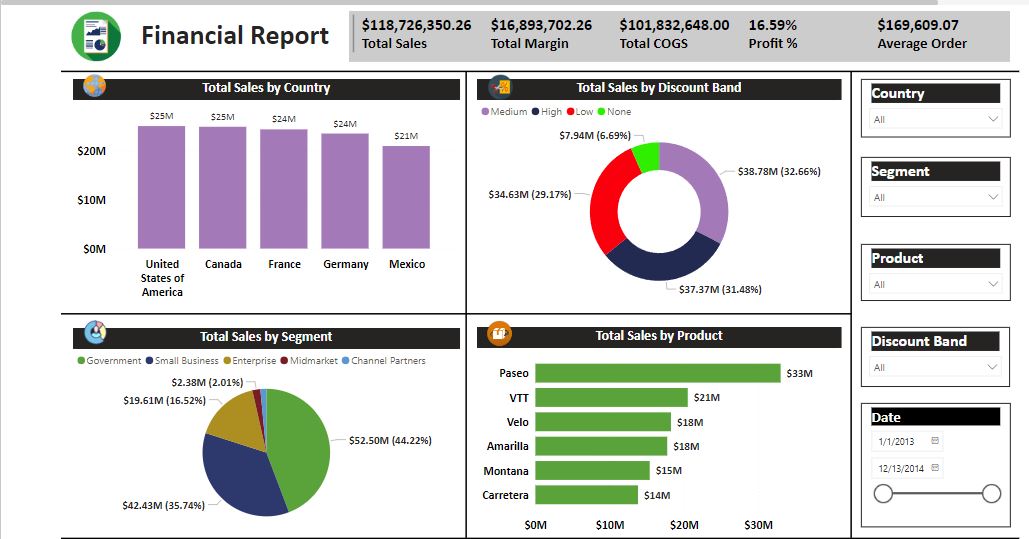 Financial Report
$118,726,350.26
Total Sales
$16,893,702.26
Total Margin
$101,832,648.00
Total COGS
16.59%
Profit %
$169,609.07
Average Order
Total Sales by Country
$25M
$25M
$24M
$24M
$21M
$20M
$10M
$0M
United
States of
America
Canada
France
Germany
Mexico
Total Sales by Discount Band
Medium High Low None
$7.94M (6.69%)
$38.78M (32.66%)
$34.63M (29.17%)
$37.37M (31.48%)
Total Sales by Segment
Government Small Business Enterprise Midmarket Channel Partners
$2.38M (2.01%)
$19.61M (16.52%)
$52.50M (44.22%)
$42.43M (35.74%)
Total Sales by Product
Paseo $33M
VTT $21M
Velo $18M
Amarilla $18M
Montana $15M
Carretera $14M
$0M $10M $20M $30M
Country
All
Segment
All
Product
All
Discount Band
All
Date
1/1/2013
12/13/2014